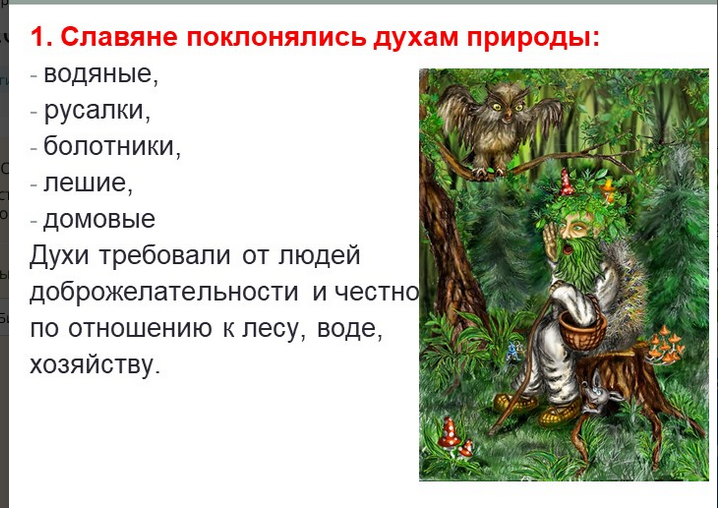 1. Славяне поклонялись духам природы:
- водяные,
- русалки,
- болотники,
- лешие,
- домовые
Духи требовали от людей
доброжелательности и честно
по отношению к лесу, воде,
хозяйству.